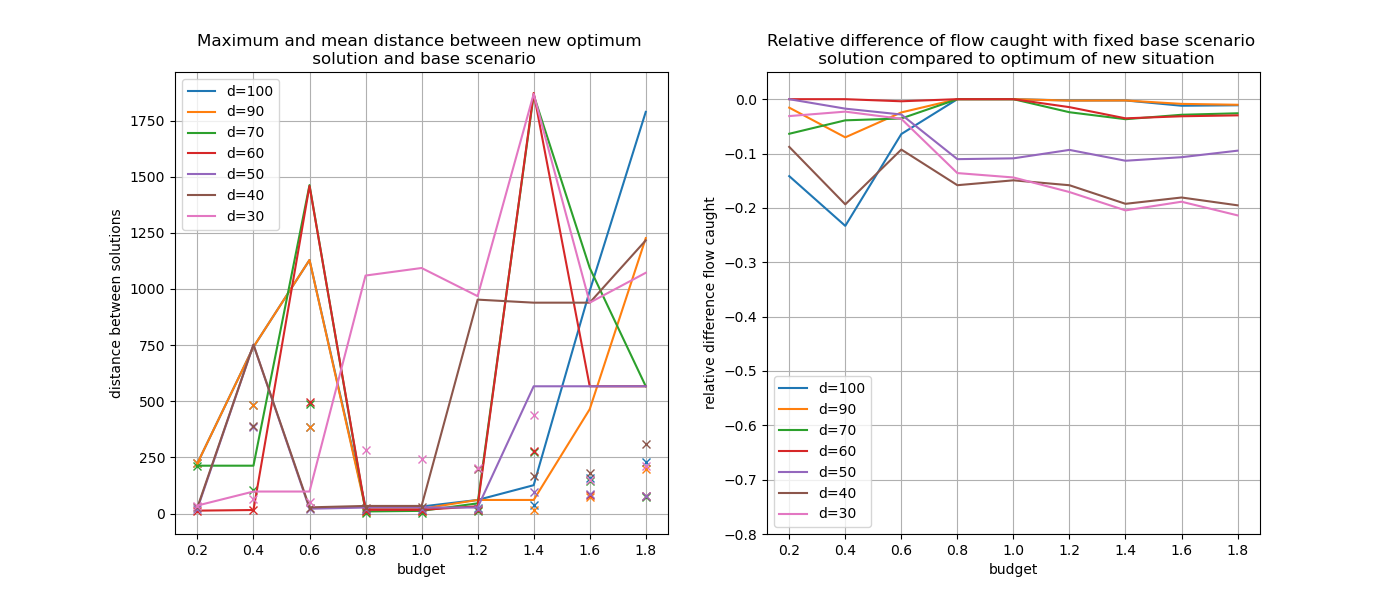 Maximum and mean distance between new optimum
solution and base scenario
d=100
d=90
d=70
d=60
d=50
d=40
d=30
distance between solutions
1750
1500
1250
1000
750
500
250
0
0.2 0.4 0.6 0.8 1.0 1.2 1.4 1.6 1.8
budget
Relative difference of flow caught with fixed base scenario
solution compared to optimum of new situation
relative difference flow caught
0.0
−0.1
−0.2
−0.3
−0.4
−0.5
−0.6
−0.7
−0.8
d=100
d=90
d=70
d=60
d=50
d=40
d=30
0.2 0.4 0.6 0.8 1.0 1.2 1.4 1.6 1.8
budget